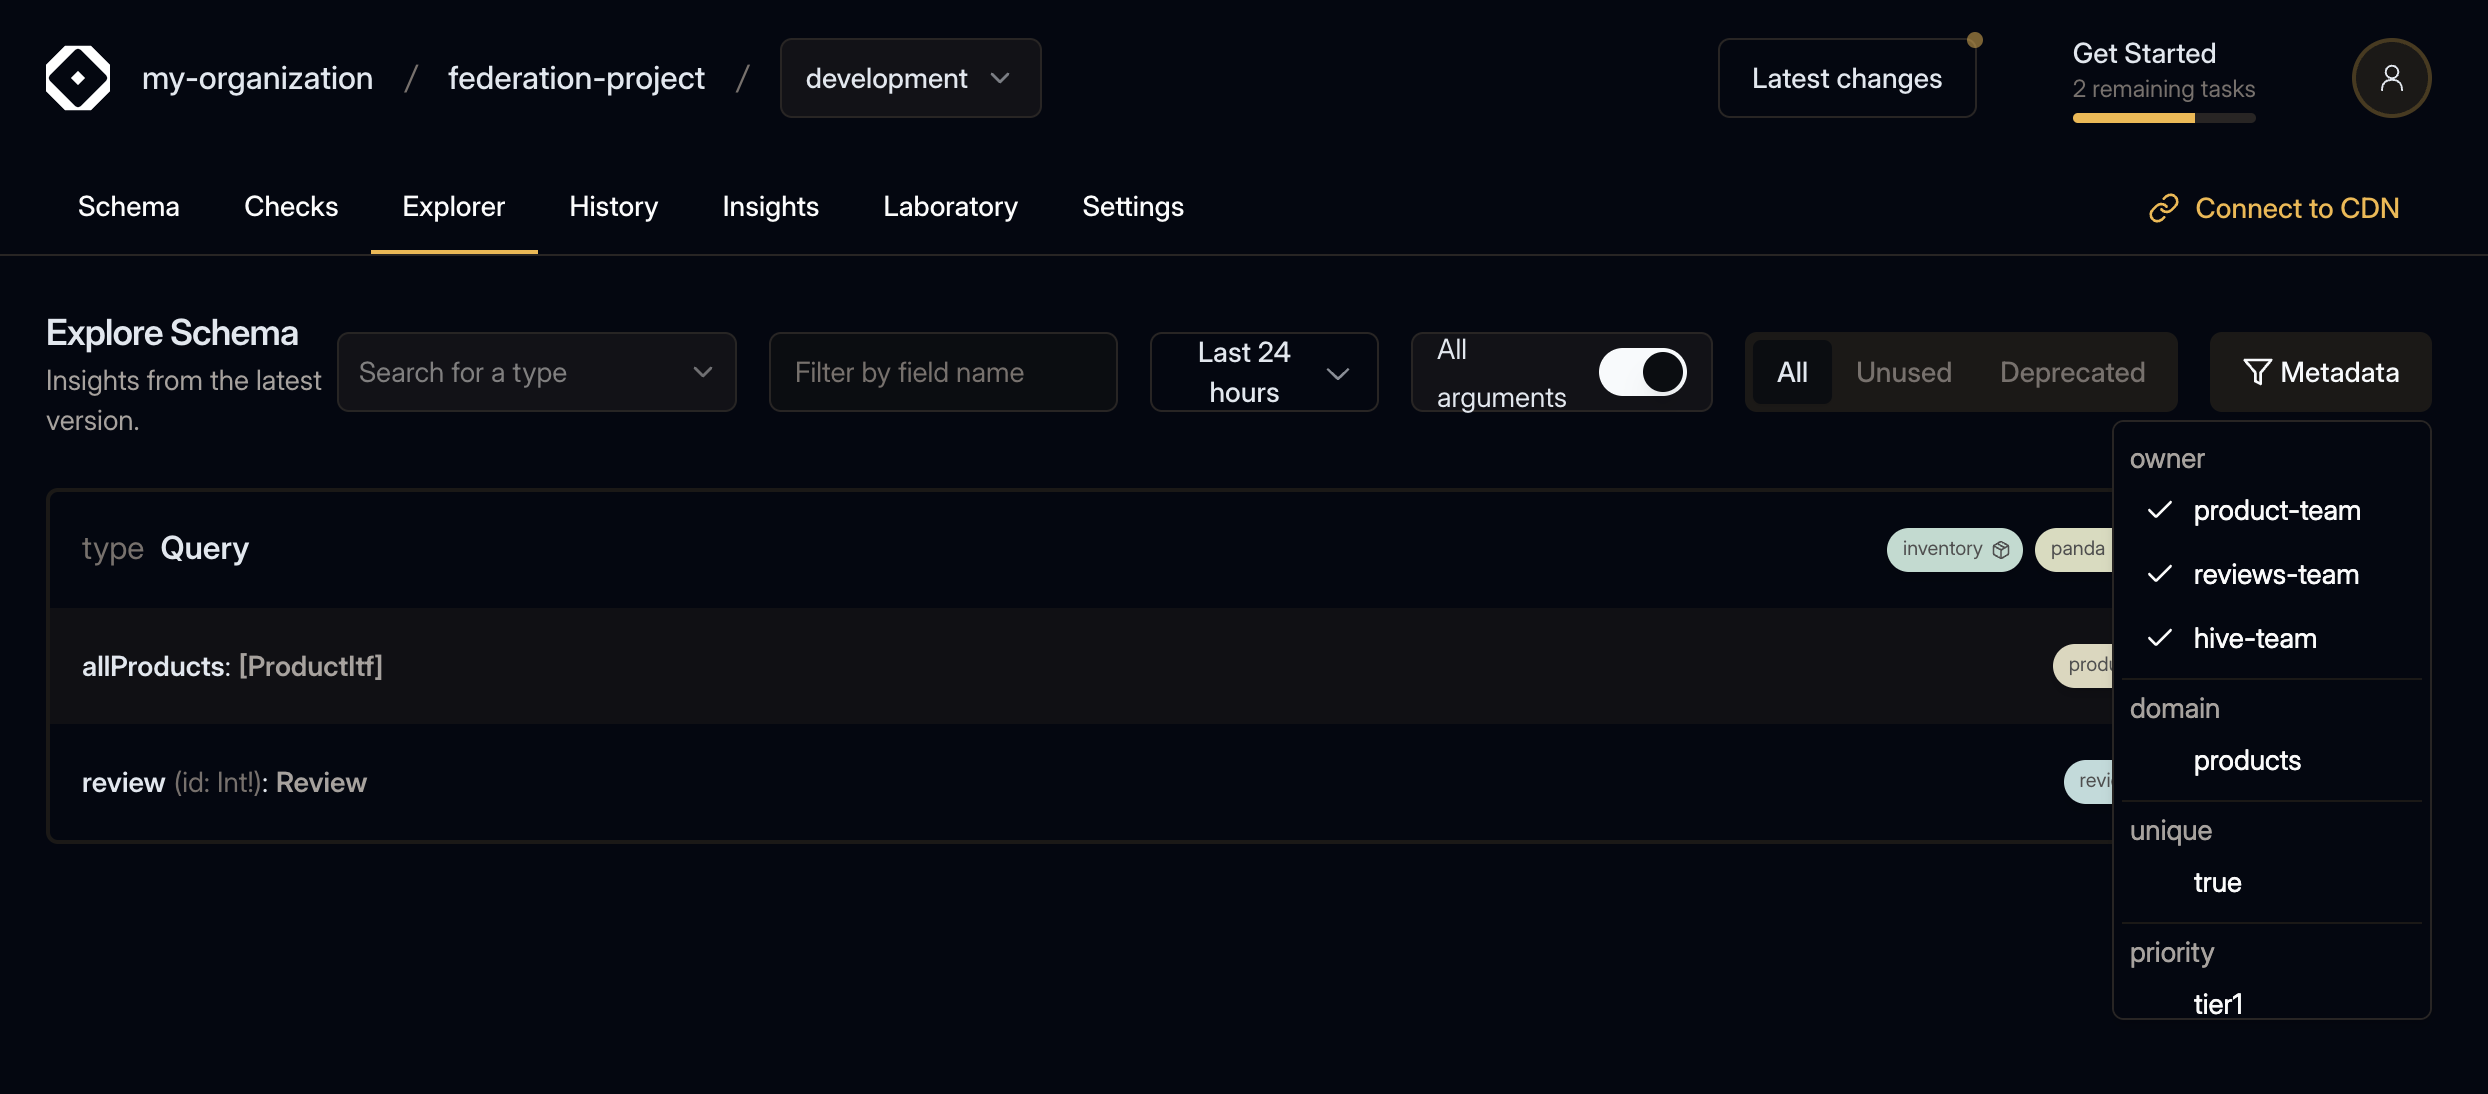 my-organization / federation-project / development
Latest changes
Get Started
2 remaining tasks
Schema Checks Explorer History Insights Laboratory Settings
Connect to CDN
Explore Schema
Insights from the latest
version.
Search for a type
Filter by field name
Last 24
hours
All
arguments
All Unused Deprecated
Metadata
type Query
inventory
panda
allProducts: [ProductItf]
review (id: Int!): Review
owner
product-team
reviews-team
hive-team
domain
products
unique
true
priority
tier1